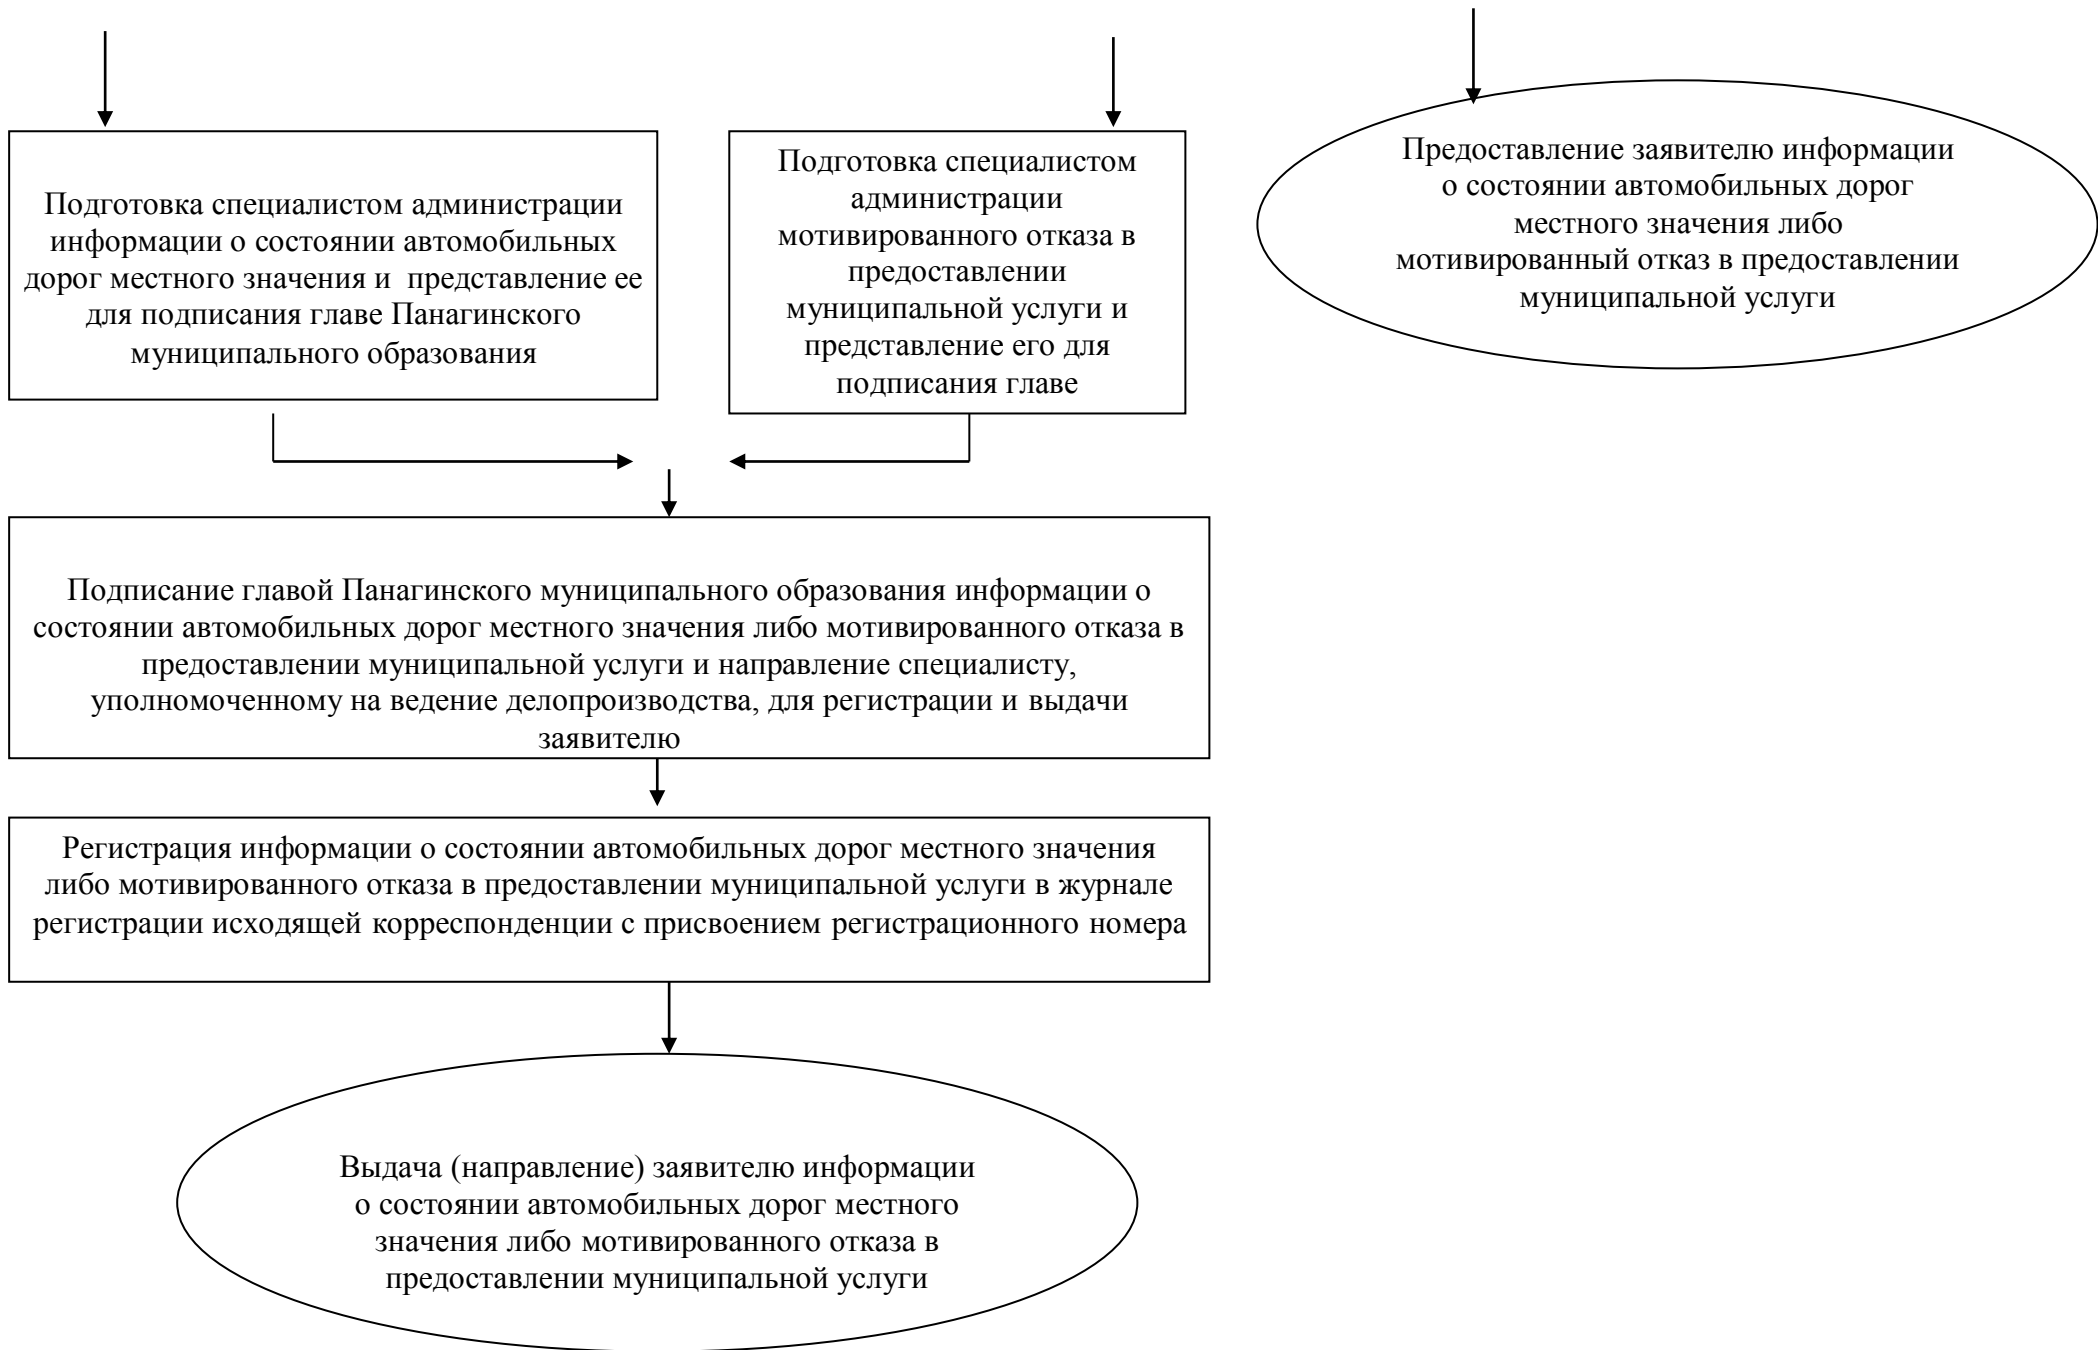 Подготовка специалистом администрации
информации о состоянии автомобильных
дорог местного значения и представление ее
для подписания главе Панагинского
муниципального образования
Подготовка специалистом
администрации
мотивированного отказа в
предоставлении
муниципальной услуги и
представление его для
подписания главе
Предоставление заявителю информации
о состоянии автомобильных дорог
местного значения либо
мотивированный отказ в предоставлении
муниципальной услуги
Подписание главой Панагинского муниципального образования информации о
состоянии автомобильных дорог местного значения либо мотивированного отказа в
предоставлении муниципальной услуги и направление специалисту,
уполномоченному на ведение делопроизводства, для регистрации и выдачи
заявителю
Регистрация информации о состоянии автомобильных дорог местного значения
либо мотивированного отказа в предоставлении муниципальной услуги в журнале
регистрации исходящей корреспонденции с присвоением регистрационного номера
Выдача (направление) заявителю информации
о состоянии автомобильных дорог местного
значения либо мотивированного отказа в
предоставлении муниципальной услуги